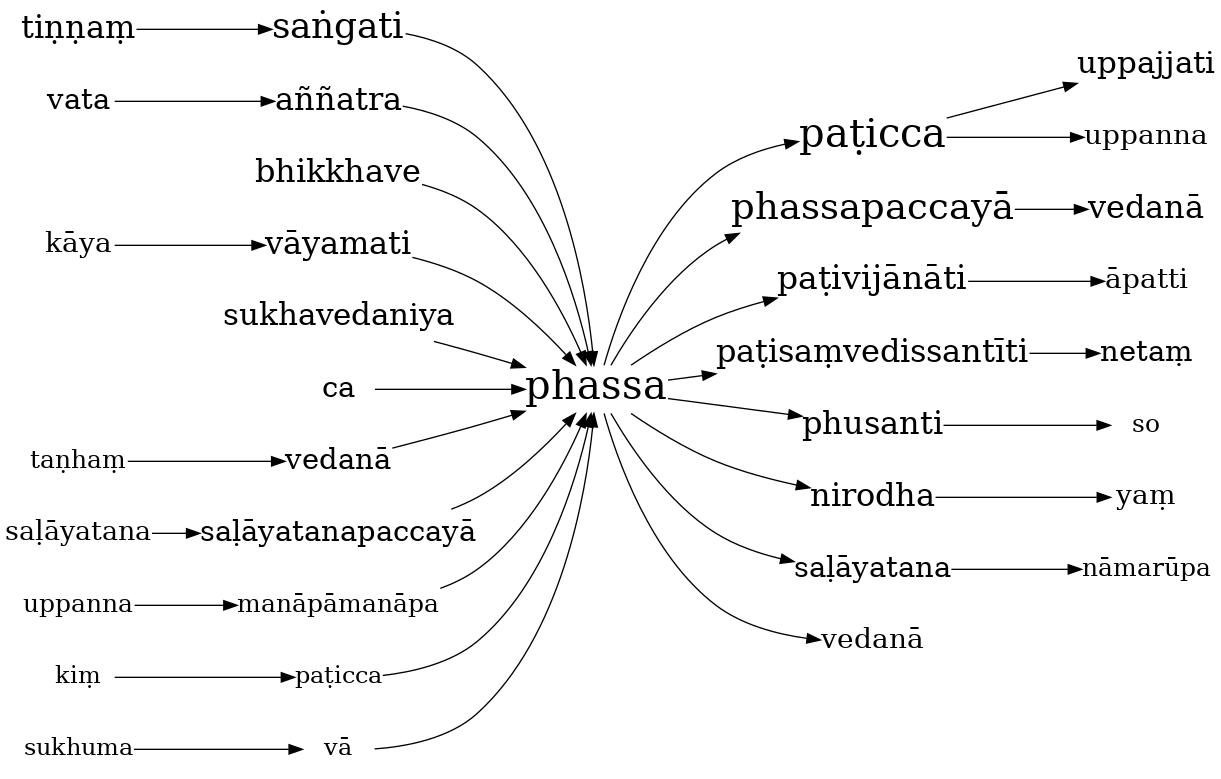 tiṇṇaṃ
saṅgati
vata
aññatra
bhikkhave
kāya
vāyamati
sukhavedaniya
ca
taṇhaṃ
vedanā
saḷāyatana
saḷāyatanapaccayā
uppanna
manāpāmanāpa
kiṃ
paṭicca
sukhuma
vā
phassa
paṭicca
uppajjati
uppanna
phassapaccayā
vedanā
paṭivijānāti
āpatti
paṭisaṃvedissantīti
netaṃ
phusanti
so
nirodha
yaṃ
saḷāyatana
nāmarūpa
vedanā